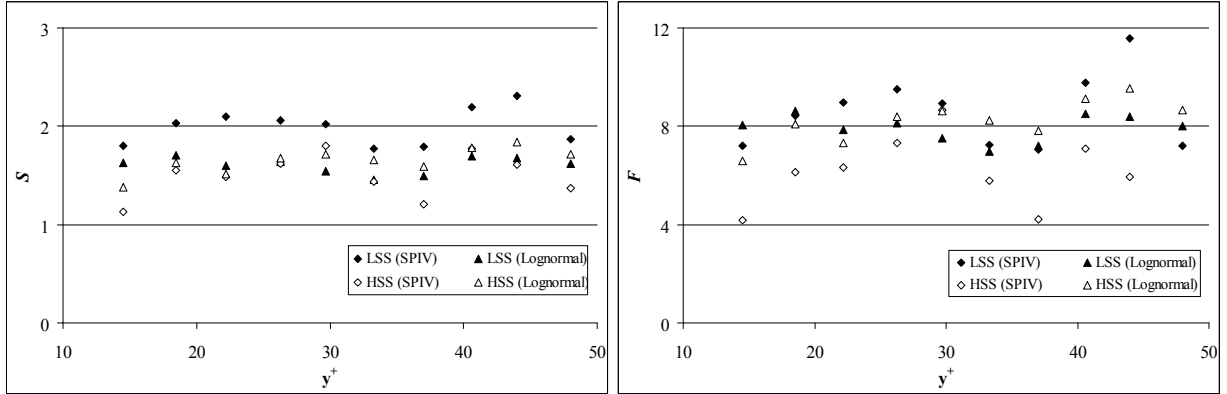 3
2
S
1
0
LSS (SPIV) LSS (Lognormal)
HSS (SPIV) HSS (Lognormal)
10 20 30 40 50
y+
12
8
F
4
0
LSS (SPIV) LSS (Lognormal)
HSS (SPIV) HSS (Lognormal)
10 20 30 40 50
y+